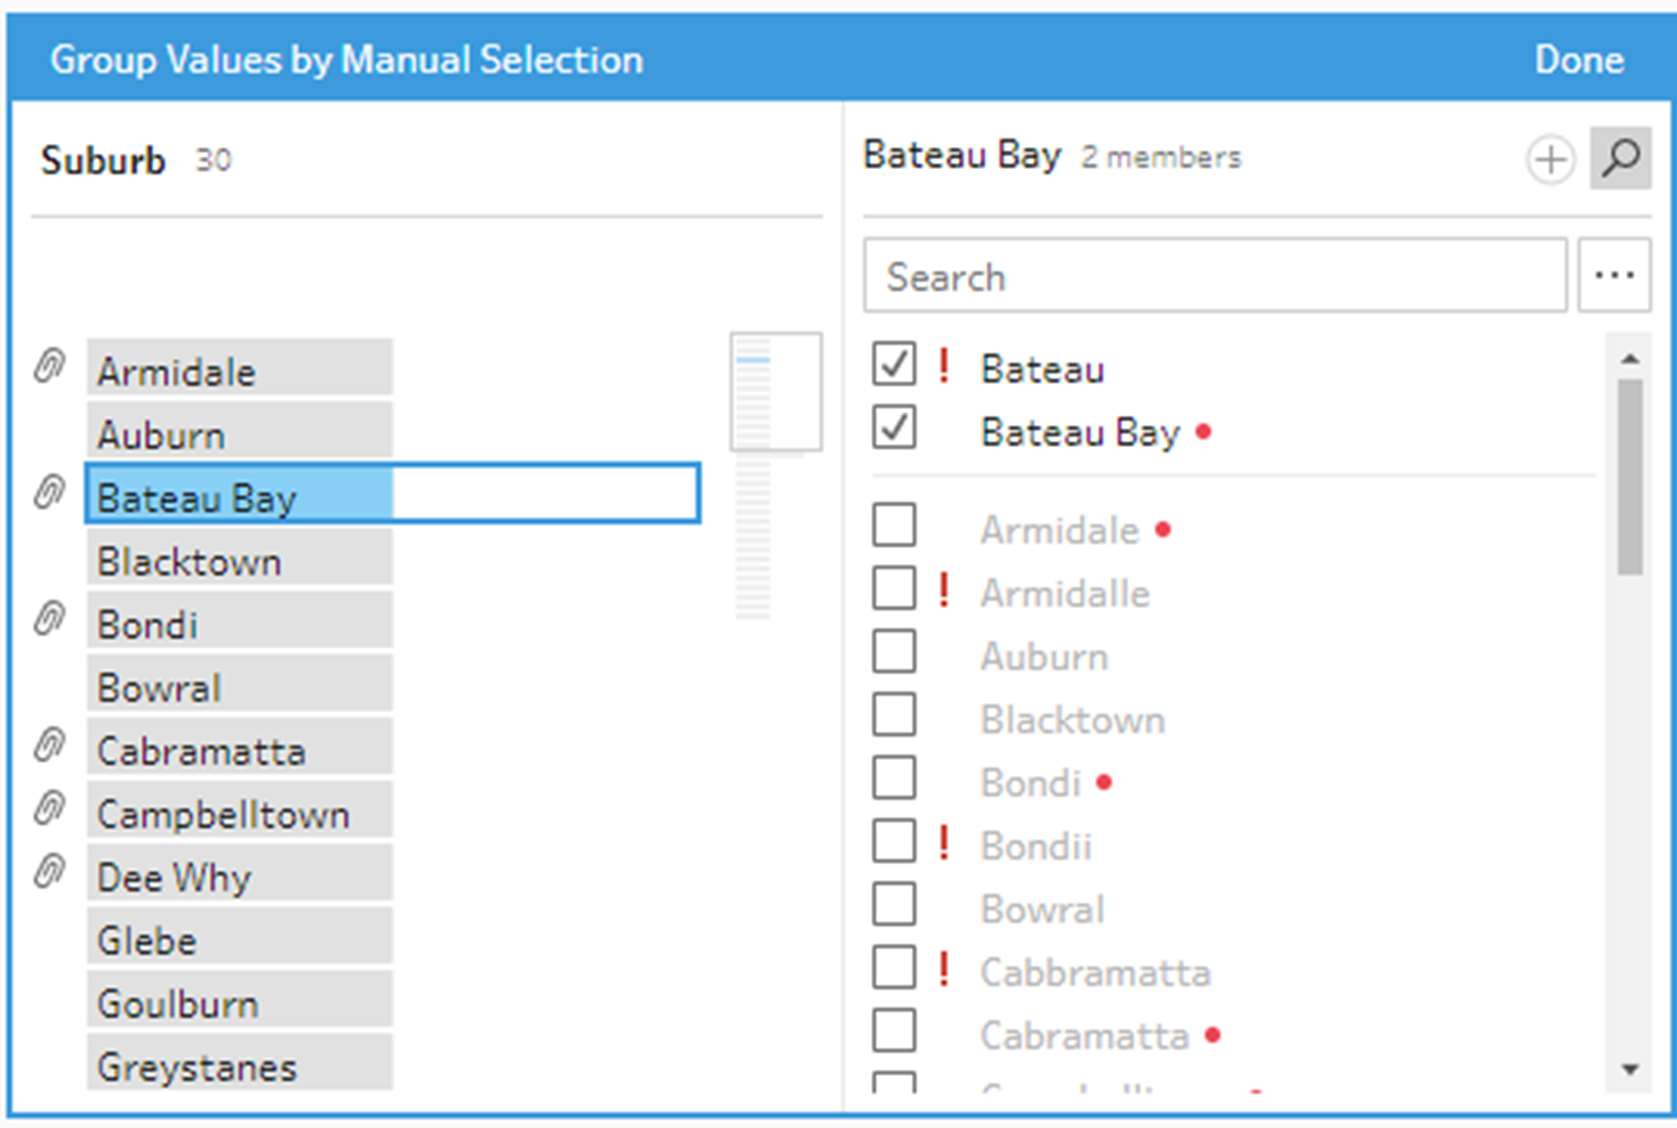 Group Values by Manual Selection
Done
Suburb 30
Armidale
Auburn
Bateau Bay
Blacktown
Bondi
Bowral
Cabramatta
Campbelltown
Dee Why
Glebe
Goulburn
Greystanes
Bateau Bay 2 members
Search
...
! Bateau
Bateau Bay
Armidale
! Armidalle
Auburn
Blacktown
Bondi
! Bondii
Bowral
! Cabbramatta
Cabramatta